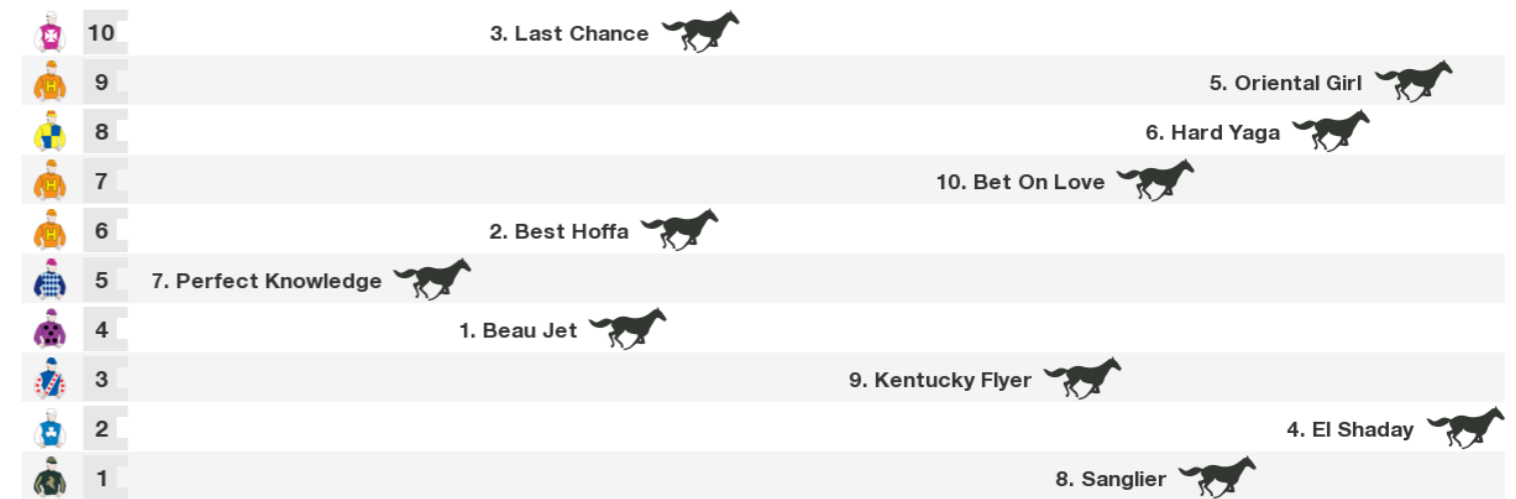 10 3. Last Chance
H 9 5. Oriental Girl
8 6. Hard Yaga
H 7 10. Bet On Love
H 6 2. Best Hoffa
5 7. Perfect Knowledge
4 1. Beau Jet
3 9. Kentucky Flyer
2 4. El Shaday
1 8. Sanglier